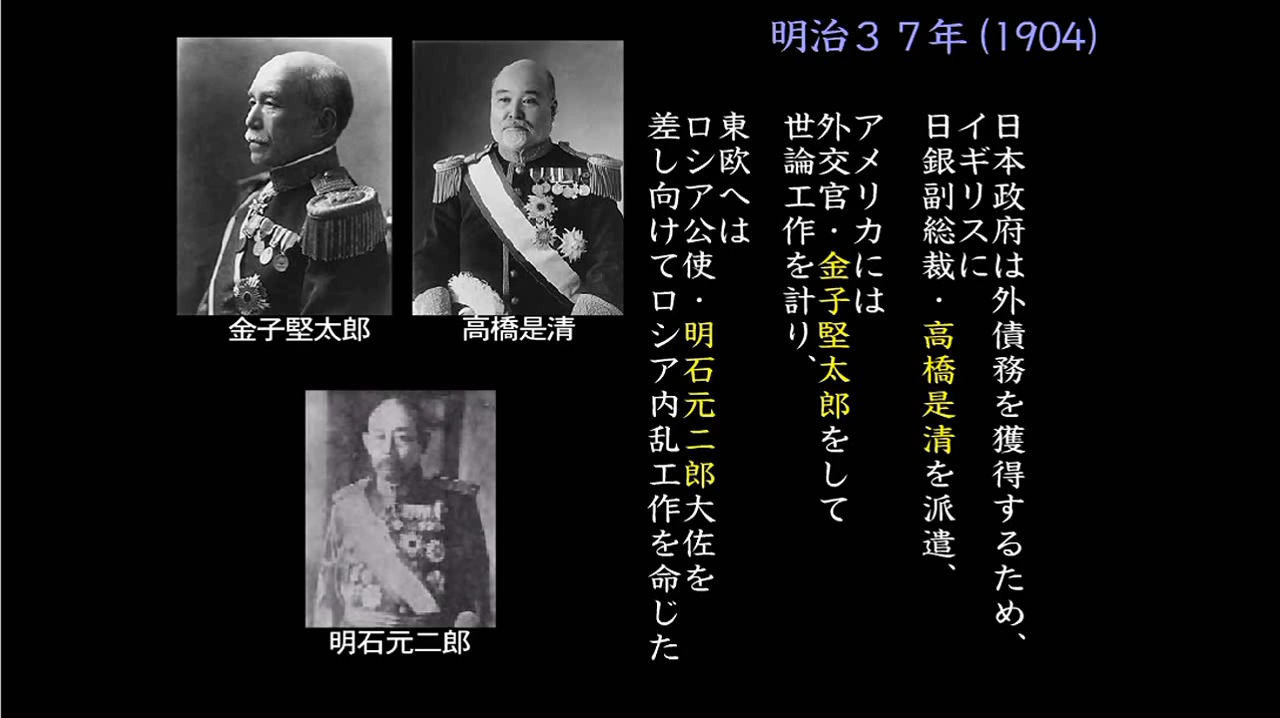 明治３７年(1904)
日本政府は外債務を獲得するため、
イギリスに
日銀副総裁・高橋是清を派遣、
アメリカには
外交官・金子堅太郎をして
世論工作を計り、
東欧へは
ロシア公使・明石元二郎大佐を
差し向けてロシア内乱工作を命じた
金子堅太郎
高橋是清
明石元二郎